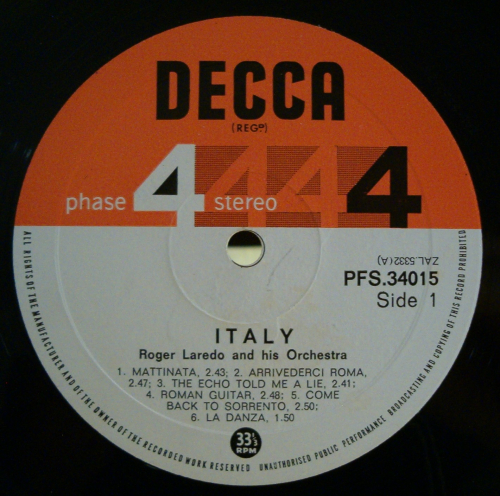 DECCA
(REGD)
phase 4 stereo 4 4 4
ZAL.5332(A)
PFS.34015
Side 1
ITALY
Roger Laredo and his Orchestra
1. MATTINATA, 2.43; 2. ARRIVEDERCI ROMA,
2.47; 3. THE ECHO TOLD ME A LIE, 2.41:
4. ROMAN GUITAR, 2.48; 5. COME
BACK TO SORRENTO, 2.50:
6. LA DANZA, 1.50
33⅓
RPM
ALL RIGHTS OF THE MANUFACTURER AND OF THE OWNER OF THE RECORDED WORK RESERVED UNAUTHORISED PUBLIC PERFORMANCE BROADCASTING AND COPYING OF THIS RECORD PROHIBITED